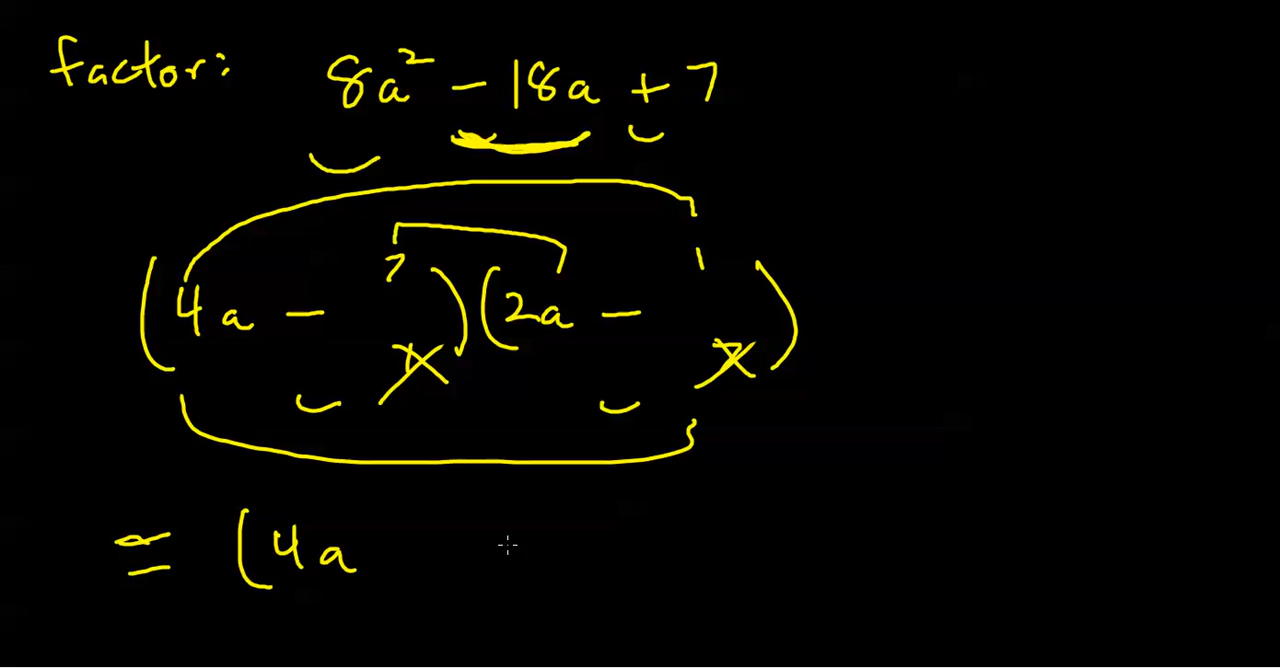 factor: 8a² - 18a + 7
7 1
(4a - )(2a - )
= (4a